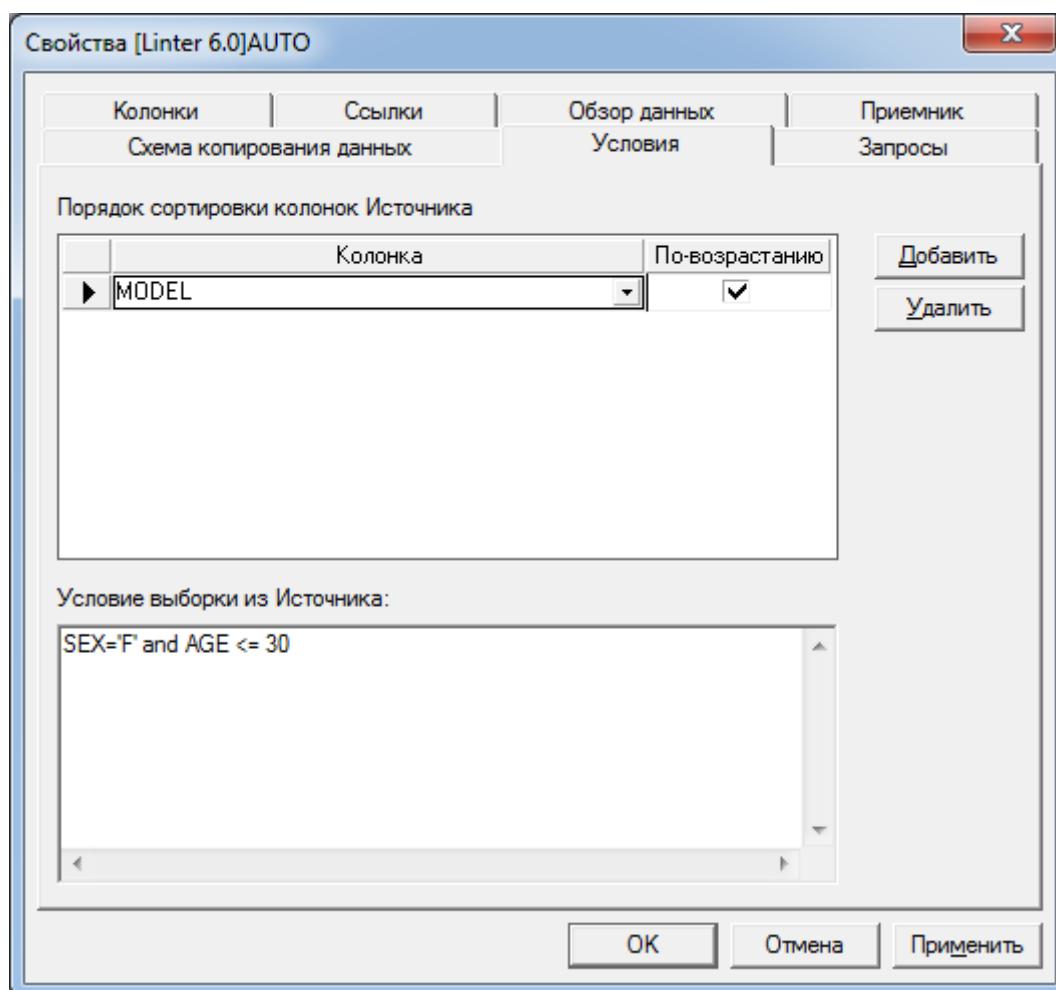 Свойства [Linter 6.0]AUTO
Колонки Ссылки Обзор данных Приемник
Схема копирования данных Условия Запросы
Порядок сортировки колонок Источника
Колонка По-возрастанию
MODEL
Добавить
Удалить
Условие выборки из Источника:
SEX='F' and AGE <= 30
OK Отмена Применить